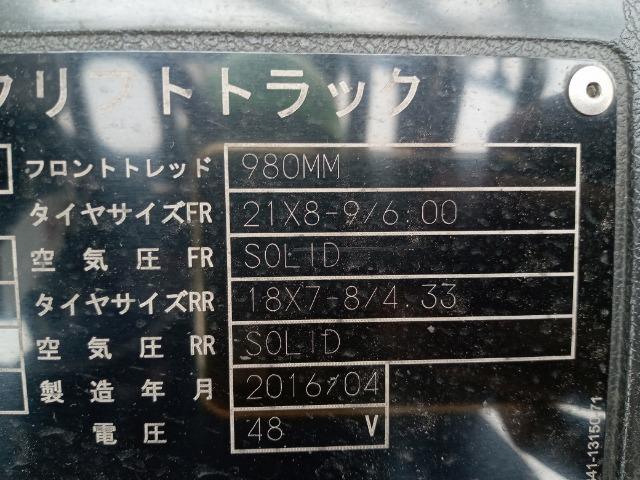 クリフトトラック
フロントトレッド 980MM
タイヤサイズFR 21X8-9/6.00
空気圧 FR SOLID
タイヤサイズRR 18X7-8/4.33
空気圧 RR SOLID
製造年月 2016/04
電圧 48 V